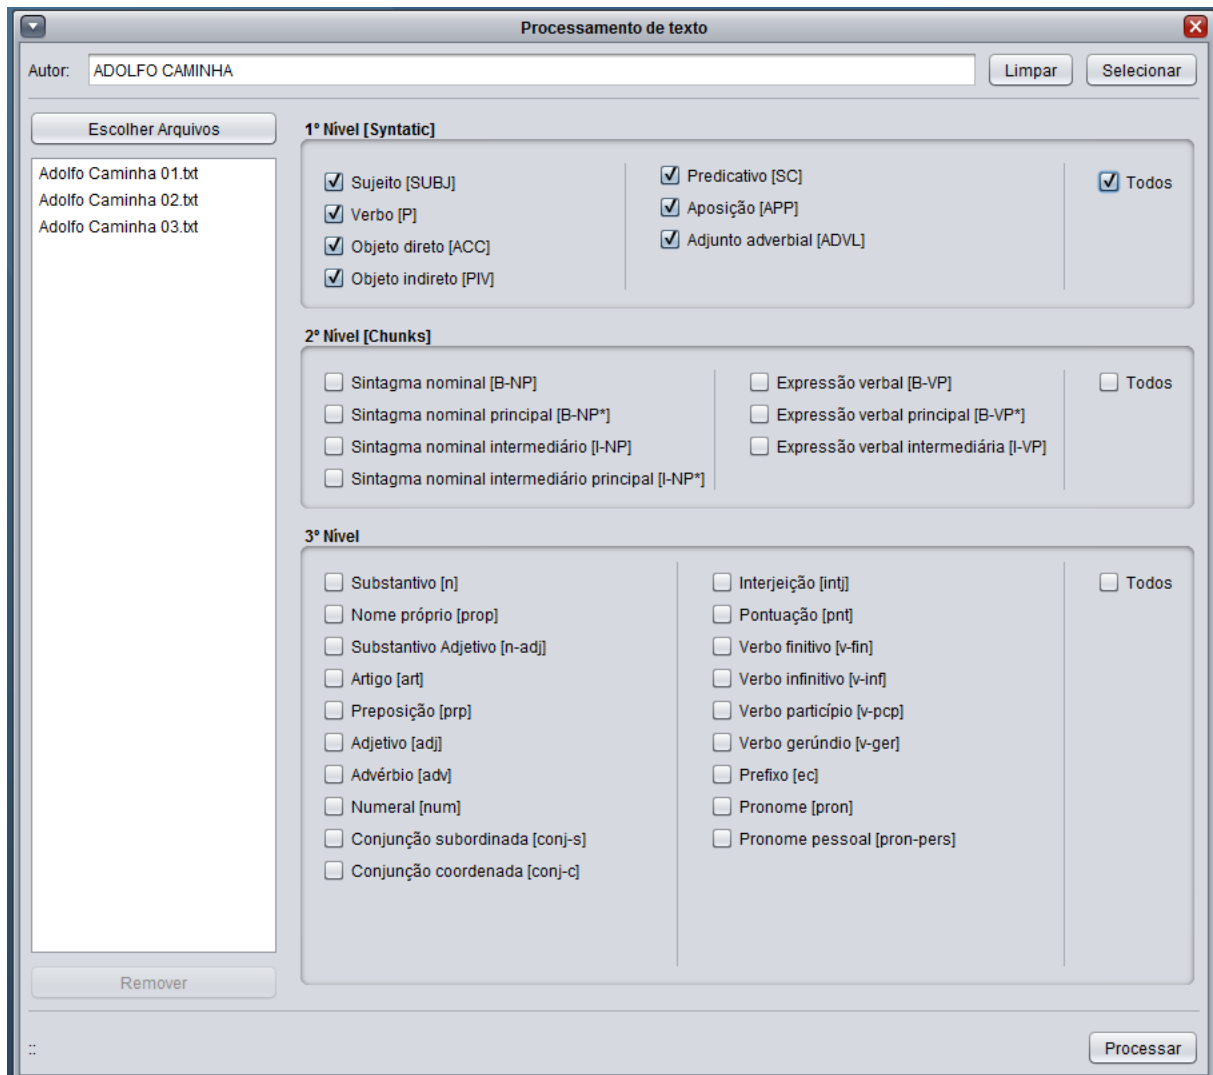 Processamento de texto
Autor: ADOLFO CAMINHA Limpar Selecionar
Escolher Arquivos
Adolfo Caminha 01.txt
Adolfo Caminha 02.txt
Adolfo Caminha 03.txt
Remover
1º Nível [Syntatic]
Sujeito [SUBJ]
Verbo [P]
Objeto direto [ACC]
Objeto indireto [PIV]
Predicativo [SC]
Aposição [APP]
Adjunto adverbial [ADVL]
Todos
2º Nível [Chunks]
Sintagma nominal [B-NP]
Sintagma nominal principal [B-NP*]
Sintagma nominal intermediário [I-NP]
Sintagma nominal intermediário principal [I-NP*]
Expressão verbal [B-VP]
Expressão verbal principal [B-VP*]
Expressão verbal intermediária [I-VP]
Todos
3º Nível
Substantivo [n]
Nome próprio [prop]
Substantivo Adjetivo [n-adj]
Artigo [art]
Preposição [prp]
Adjetivo [adj]
Advérbio [adv]
Numeral [num]
Conjunção subordinada [conj-s]
Conjunção coordenada [conj-c]
Interjeição [intj]
Pontuação [pnt]
Verbo finitivo [v-fin]
Verbo infinitivo [v-inf]
Verbo particípio [v-pcp]
Verbo gerúndio [v-ger]
Prefixo [ec]
Pronome [pron]
Pronome pessoal [pron-pers]
Todos
::
Processar